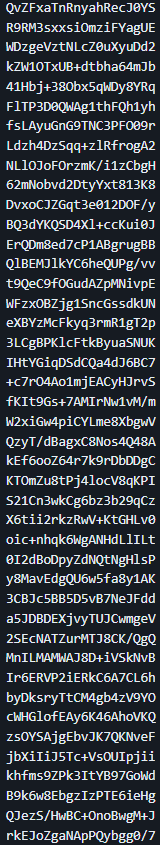 QvZFxaTnRnyahRecJ0YS
R9RM3sxxsiOmziFYagUE
WDzgeVztNLcZ0uXyuDd2
kZW1OTxUB+dtbha64mJb
41Hbj+38Obx5qWDy8YRq
FlTP3D0QWAg1thFQh1yh
fsLAyuGnG9TNC3PFO09r
Ldzh4DzSqq+zlRfrogA2
NLlOJoFOrzmK/i1zCbgH
62mNobvd2DtyYxt813K8
DvxoCJZGqt3e012DOF/y
BQ3dYKQSD4Xl+ccKui0J
ErQDm8ed7cP1ABgrugBB
QlBEMJlkYC6heQUPg/vv
t9QeC9fOGudAZpMNivpE
WFzxOBZjg1SncGssdkUN
eXBYzMcFkyq3rmR1gT2p
3LCgBPKlcFtkByuaSNUK
IHtYGiqDSdCQa4dJ6BC7
+c7rO4Ao1mjEACyHJrvS
fKIt9Gs+7AMIrNw1vM/m
W2xiGw4piCYLme8XbgwV
QzyT/dBagxC8Nos4Q48A
kEf6ooZ64r7k9rDbDDgC
KTOmZu8tPj4locV8qKPI
S21Cn3wkCg6bz3b29qCz
X6tii2rkzRwV+KtGHLv0
oic+nhqk6WgANHdLlILt
0I2dBoDpyZdNQtNgHlsP
y8MavEdgQU6w5fa8y1AK
3CBJc5BB5D5vB7NeJFdd
a5JDBDEXjvyTUJCwmgeV
2SEcNATZurMTJ8CK/QgQ
MnILMAMWAJ8D+iVSkNvB
Ir6ERVP2iERkC6A7CL6h
byDksryTtCM4gb4zV9YO
cWHGlofEAy6K46AhoVKQ
zsOYSAjgEbvJK7QKNveF
jbXiIiJ5Tc+VsOUIpjii
khfms9ZPk3ItYB97GoWd
B9k6w8EbgzIzPTE6ieHg
QJezS/HwBC+OnoBwgM+J
rkEJoZgaNApPQybgg0/7